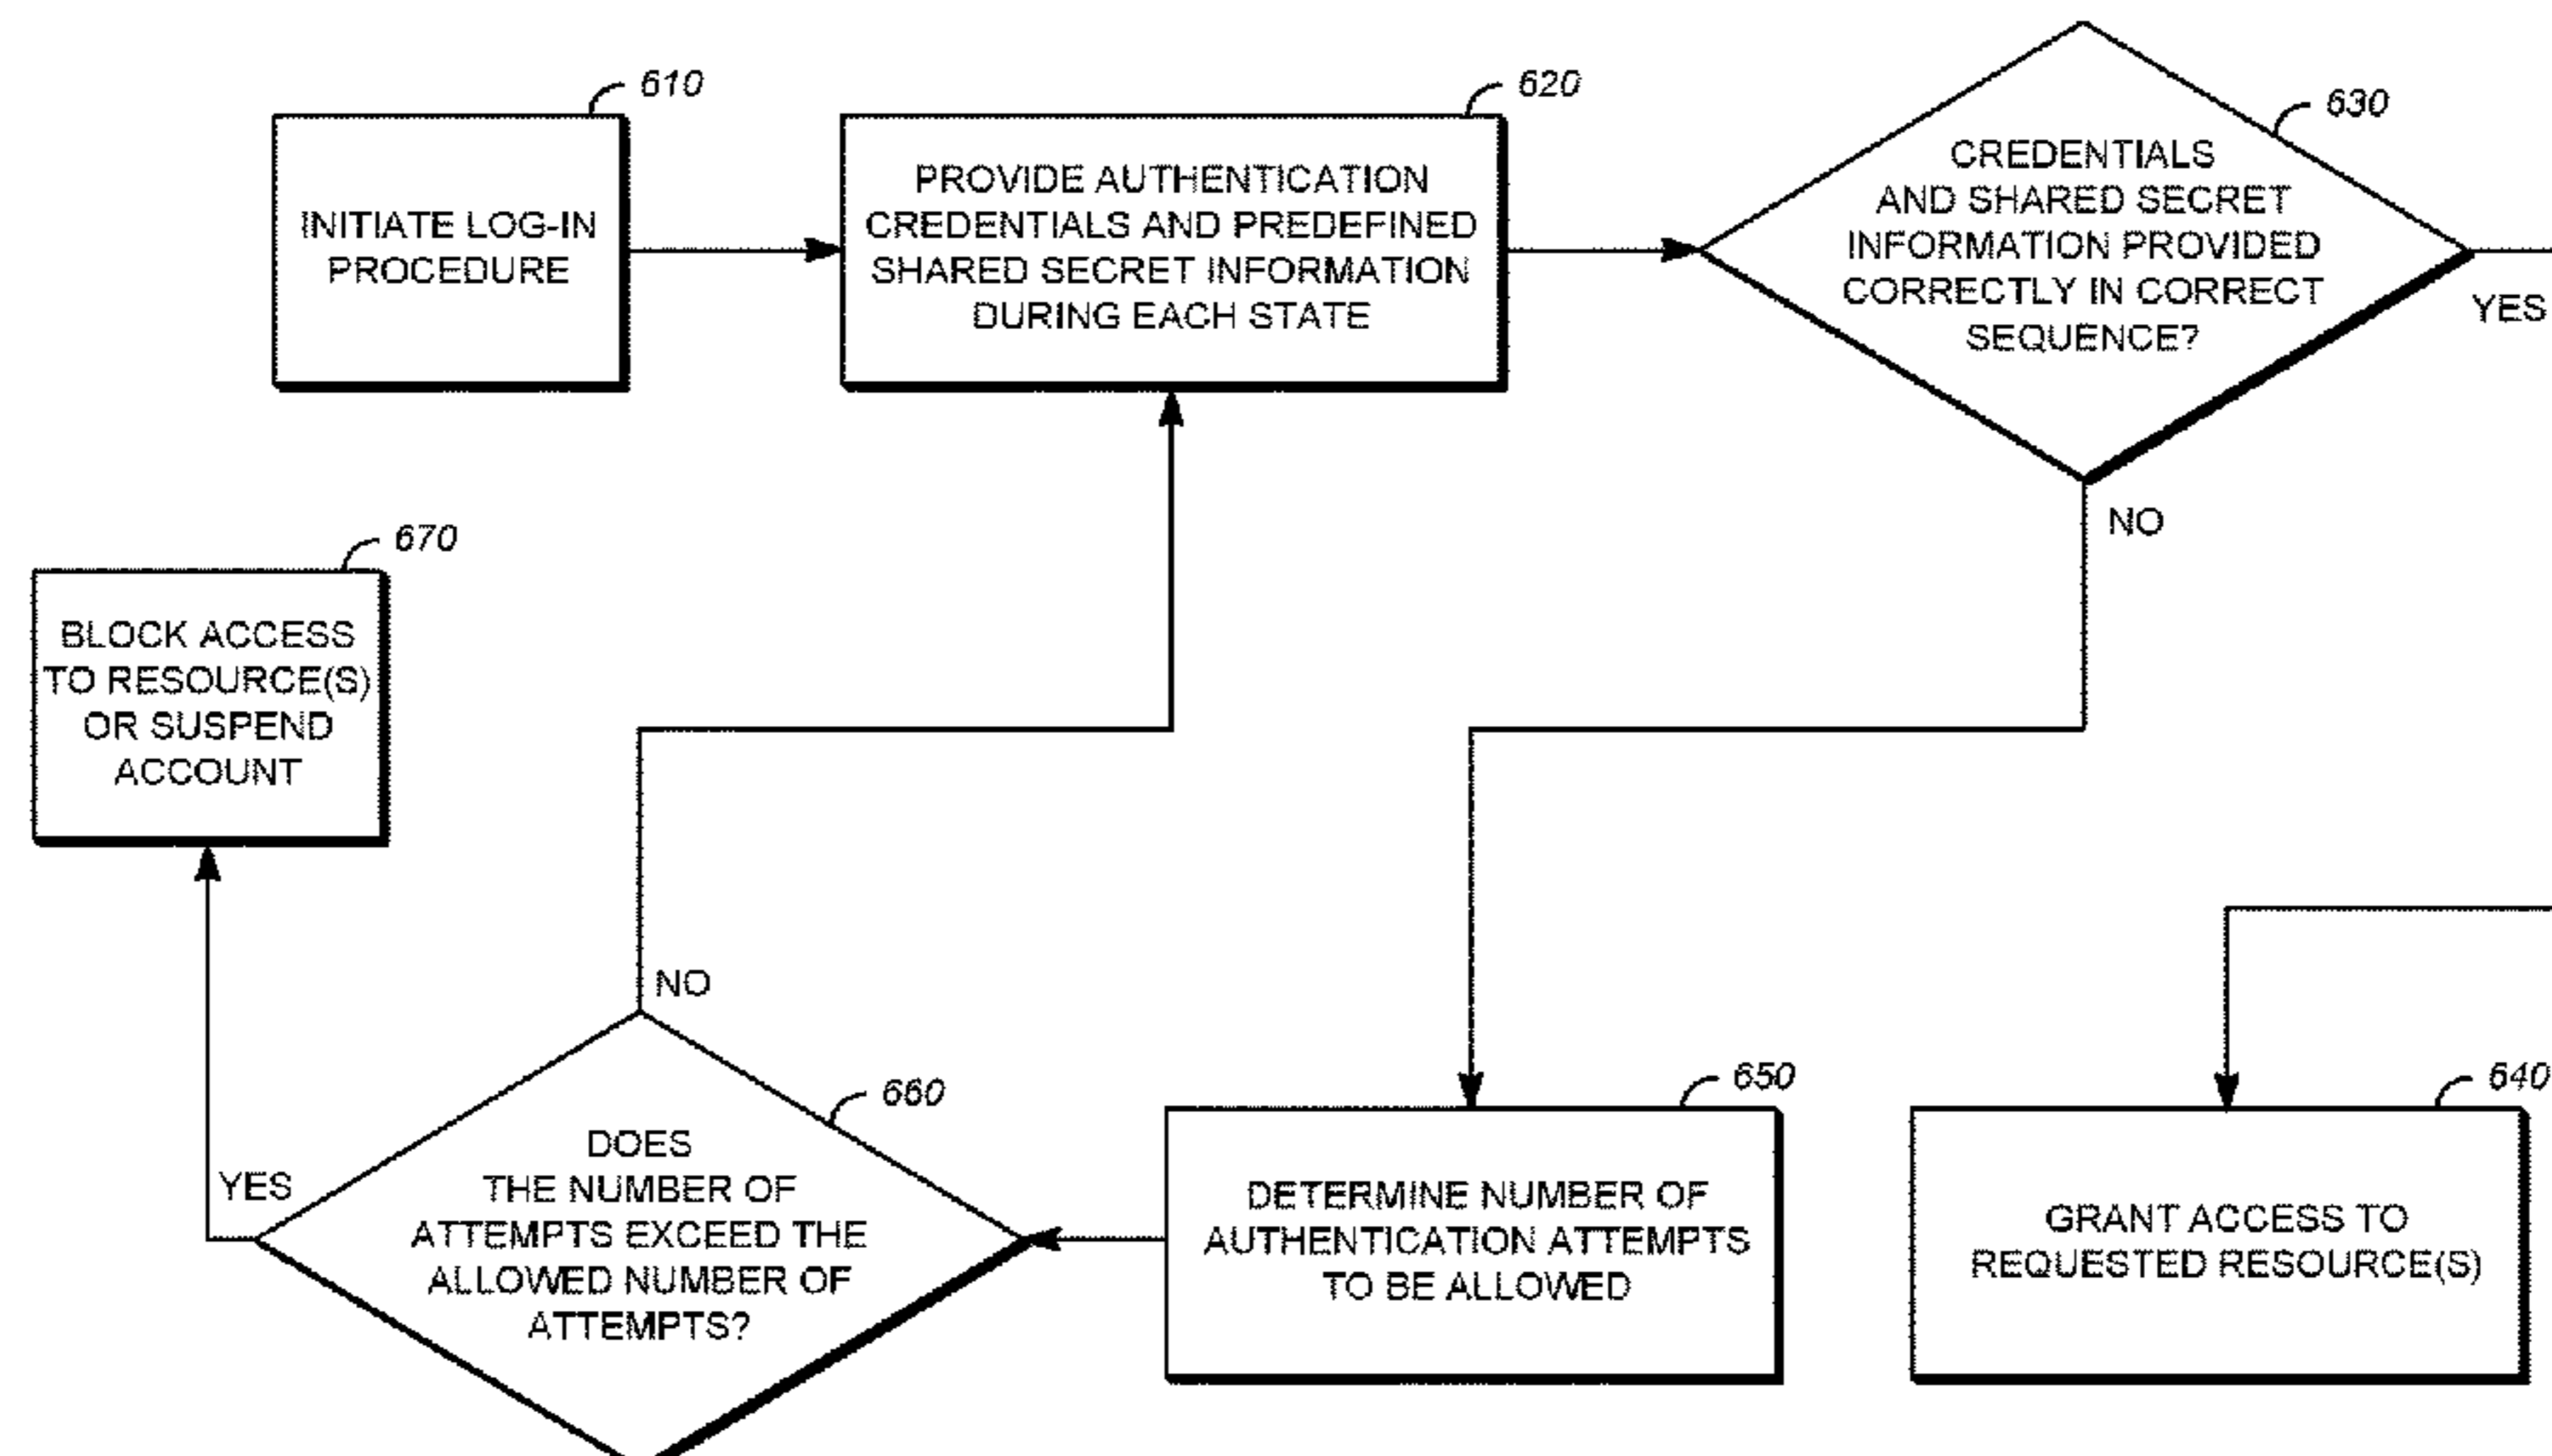 610
INITIATE LOG-IN
PROCEDURE
620
PROVIDE AUTHENTICATION
CREDENTIALS AND PREDEFINED
SHARED SECRET INFORMATION
DURING EACH STATE
630
CREDENTIALS
AND SHARED SECRET
INFORMATION PROVIDED
CORRECTLY IN CORRECT
SEQUENCE?
YES
NO
670
BLOCK ACCESS
TO RESOURCE(S)
OR SUSPEND
ACCOUNT
NO
YES
660
DOES
THE NUMBER OF
ATTEMPTS EXCEED THE
ALLOWED NUMBER OF
ATTEMPTS?
650
DETERMINE NUMBER OF
AUTHENTICATION ATTEMPTS
TO BE ALLOWED
640
GRANT ACCESS TO
REQUESTED RESOURCE(S)